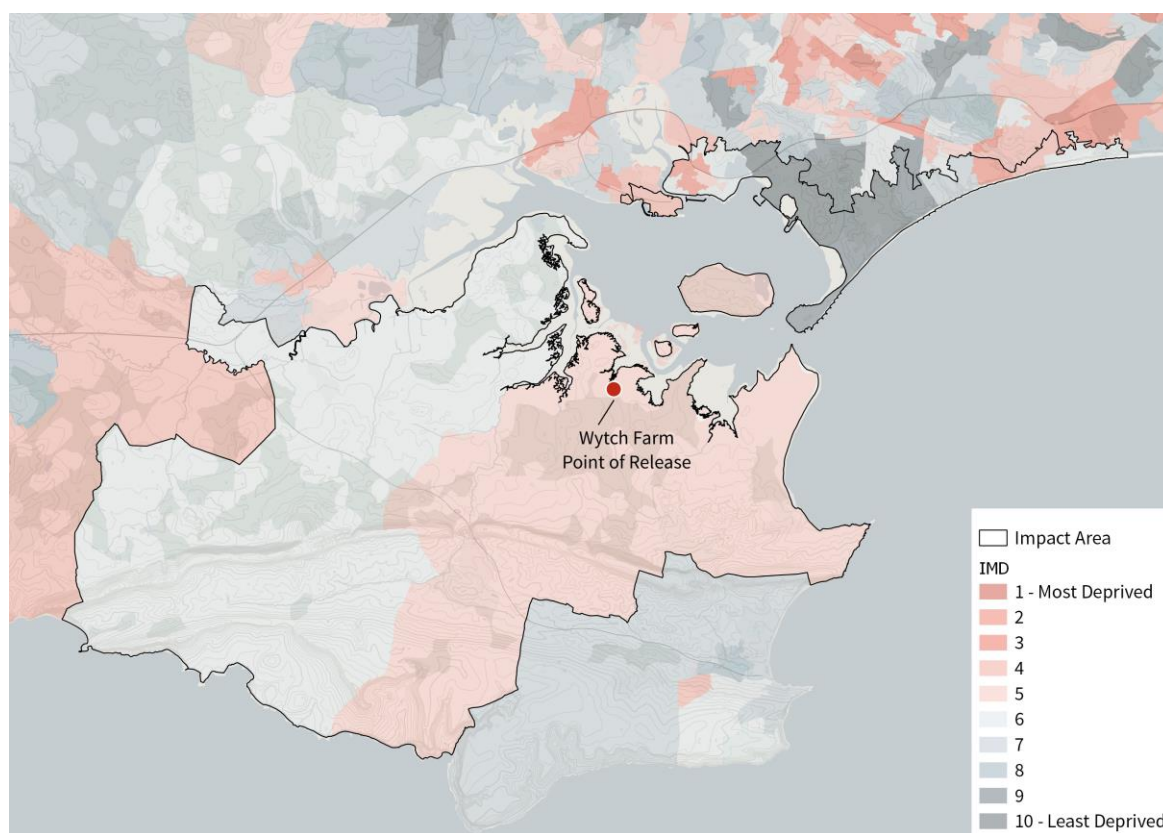 Wytch Farm
Point of Release
Impact Area
IMD
1 - Most Deprived
2
3
4
5
6
7
8
9
10 - Least Deprived